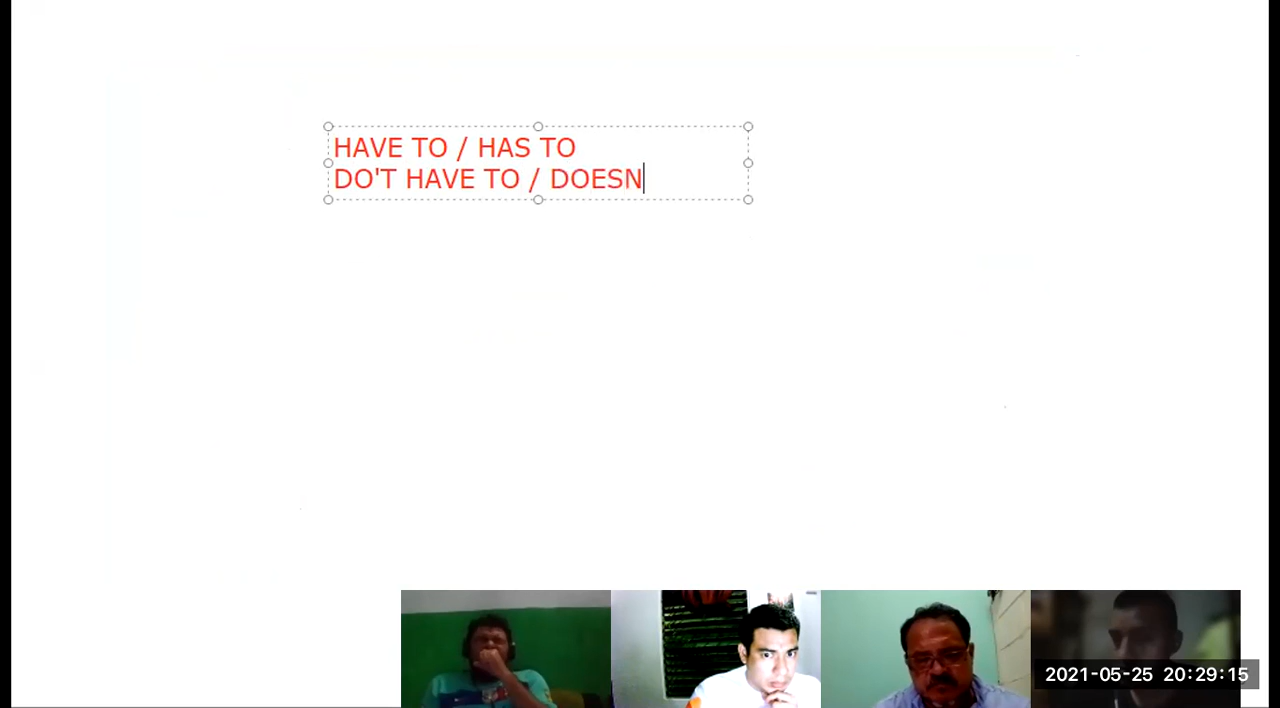 HAVE TO / HAS TO
DO'T HAVE TO / DOESN
2021-05-25 20:29:15